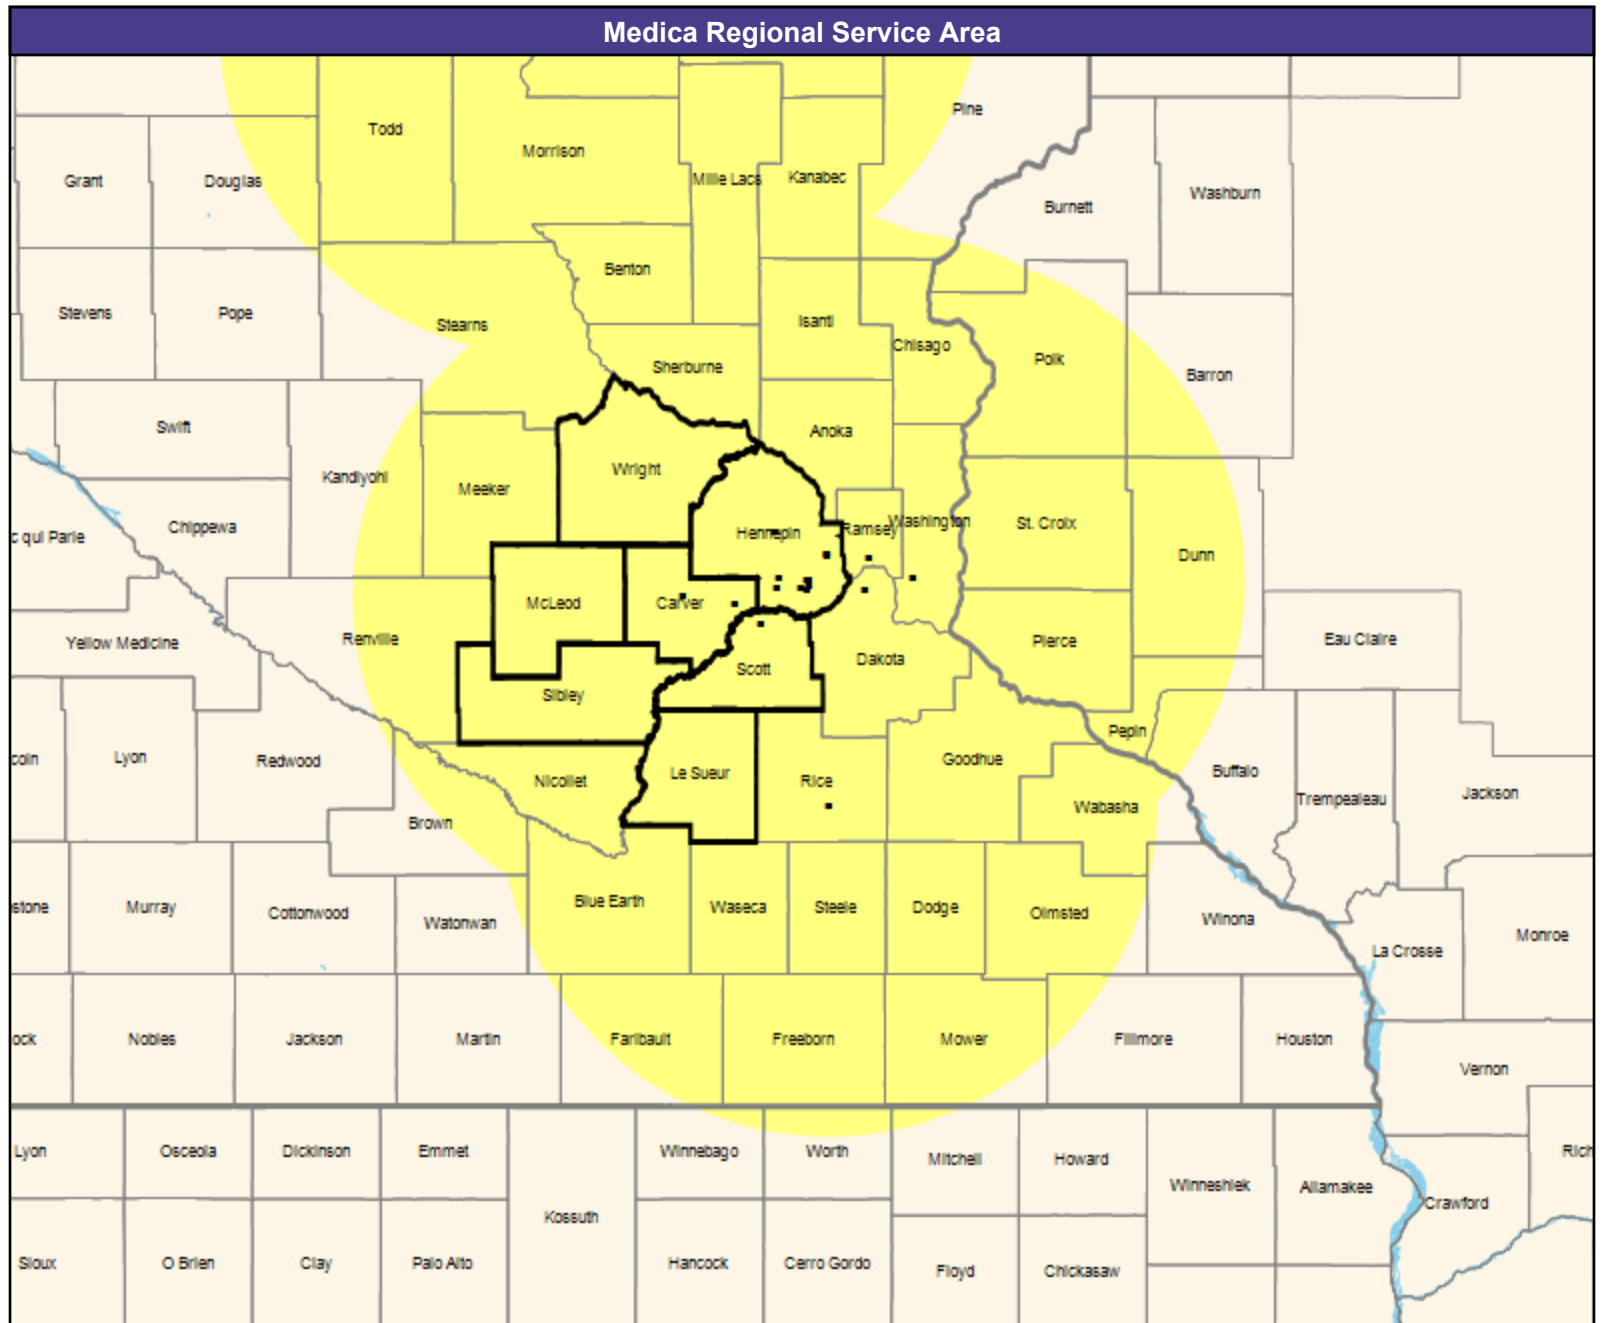 Medica Regional Service Area
Pine
Todd
Morrison
Grant
Douglas
Mille Lacs
Kanabec
Washburn
Burnett
Benton
Stevens
Pope
Stearns
Isanti
Chisago
Polk
Barron
Sherburne
Swift
Anoka
Wright
Kandiyohi
Meeker
Chippewa
Hennepin
Ramsey
Washington
St. Croix
c qui Parle
Dunn
McLeod
Carver
Yellow Medicine
Renville
Pierce
Eau Claire
Scott
Dakota
Sibley
Pepin
coln
Lyon
Redwood
Nicollet
Le Sueur
Rice
Goodhue
Buffalo
Trempealeau
Jackson
Wabasha
Brown
stone
Murray
Cottonwood
Watonwan
Blue Earth
Waseca
Steele
Dodge
Olmsted
Winona
La Crosse
Monroe
ock
Nobles
Jackson
Martin
Faribault
Freeborn
Mower
Fillmore
Houston
Vernon
Lyon
Osceola
Dickinson
Emmet
Winnebago
Worth
Mitchell
Howard
Winneshiek
Allamakee
Crawford
Rich
Kossuth
Sioux
O Brien
Clay
Palo Alto
Hancock
Cerro Gordo
Floyd
Chickasaw